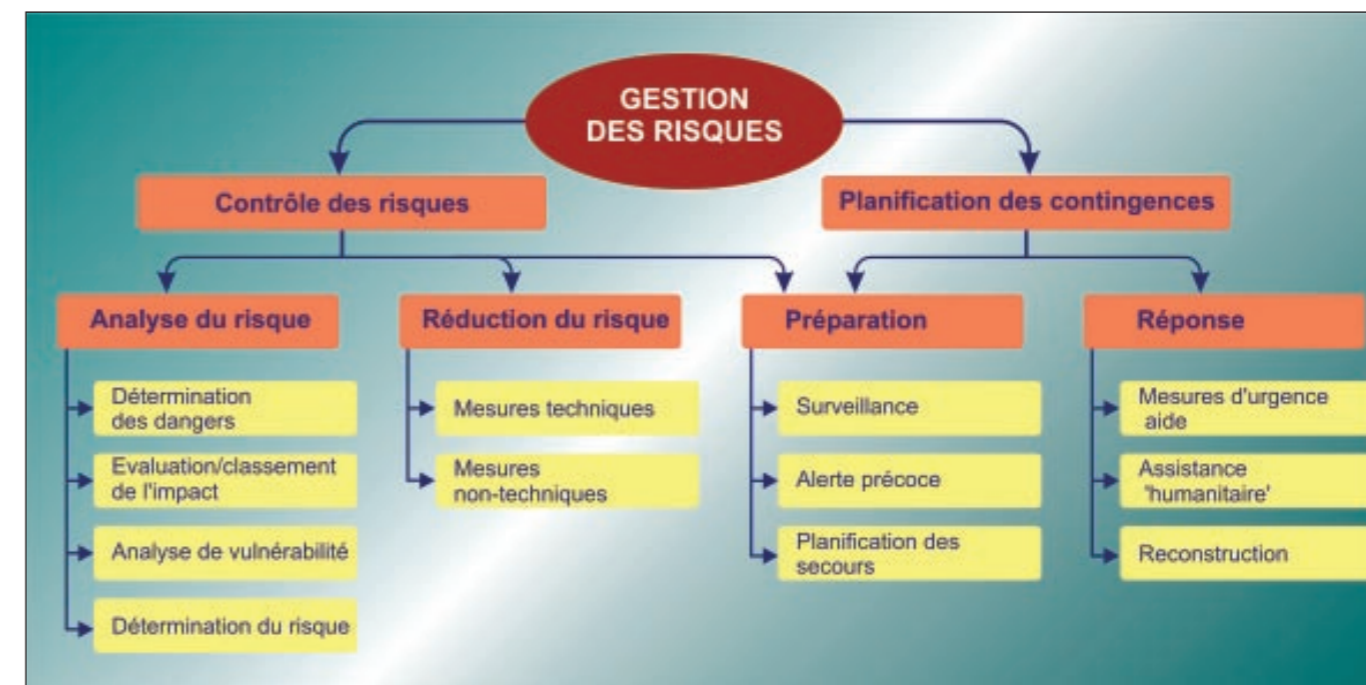 GESTION
DES RISQUES
Contrôle des risques
Planification des contingences
Analyse du risque
Réduction du risque
Préparation
Réponse
Détermination
des dangers
Evaluation/classement
de l'impact
Analyse de vulnérabilité
Détermination du risque
Mesures techniques
Mesures
non-techniques
Surveillance
Alerte précoce
Planification des
secours
Mesures d'urgence
aide
Assistance
'humanitaire'
Reconstruction